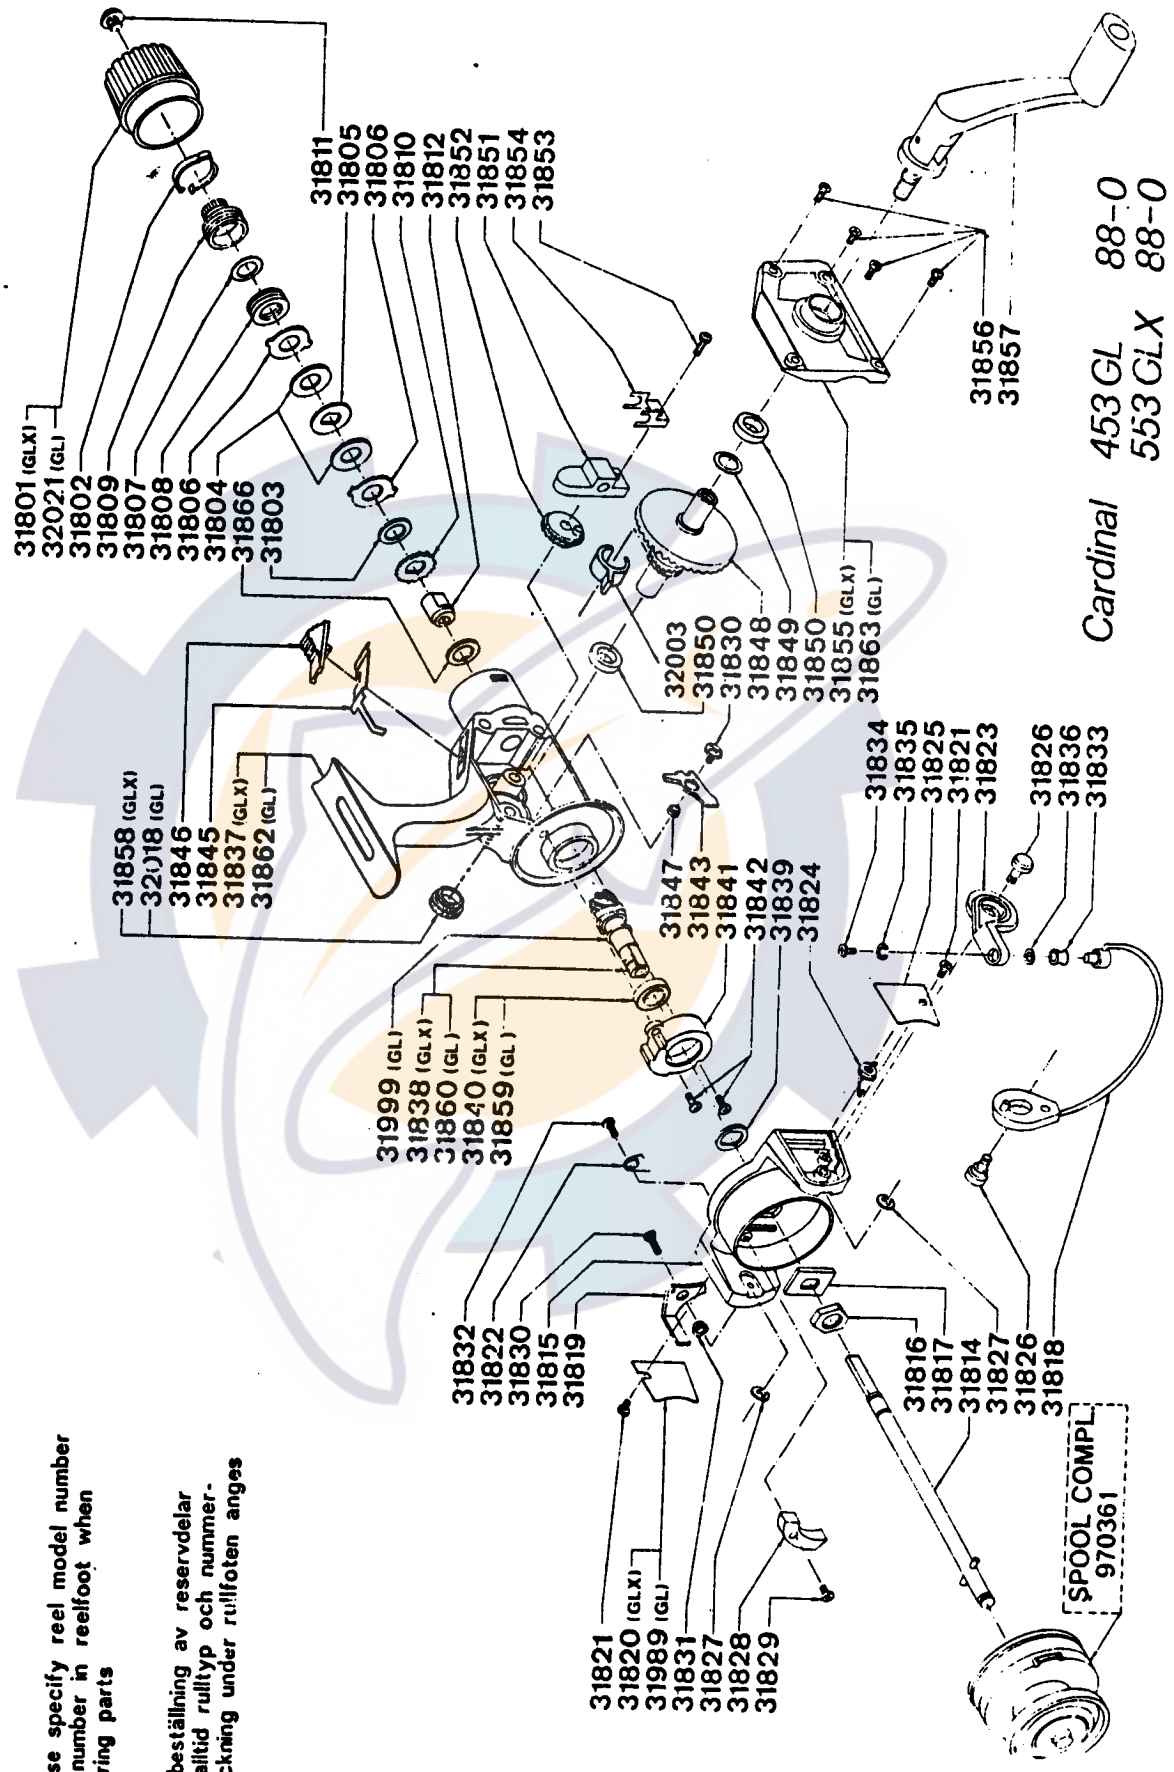 se specify reel model number
number in reelfoot when
ring parts
beställning av reservdelar
alltid rulltyp och nummer-
ckning under rullfoten anges
31801 (GLX)
32021 (GL)
31802
31809
31807
31808
31806
31804
31866
31803
31811
31805
31806
31810
31812
31852
31851
31854
31853
31858 (GLX)
32018 (GL)
31846
31845
31837 (GLX)
31862 (GL)
31856
31857
32003
31850
31830
31848
31849
31850
31855 (GLX)
31863 (GL)
31999 (GL)
31838 (GLX)
31860 (GL)
31840 (GLX)
31859 (GL)
31847
31843
31841
31842
31839
31824
31834
31835
31825
31821
31823
31826
31836
31833
31832
31822
31830
31815
31819
31821
31820 (GLX)
31989 (GL)
31831
31827
31828
31829
31816
31817
31814
31827
31826
31818
SPOOL COMPL.
970361
Cardinal 453 GL 88-0
553 GLX 88-0